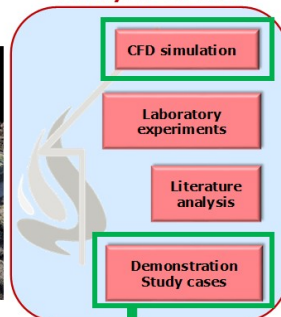 CFD simulation
Laboratory
experiments
Literature
analysis
Demonstration
Study cases